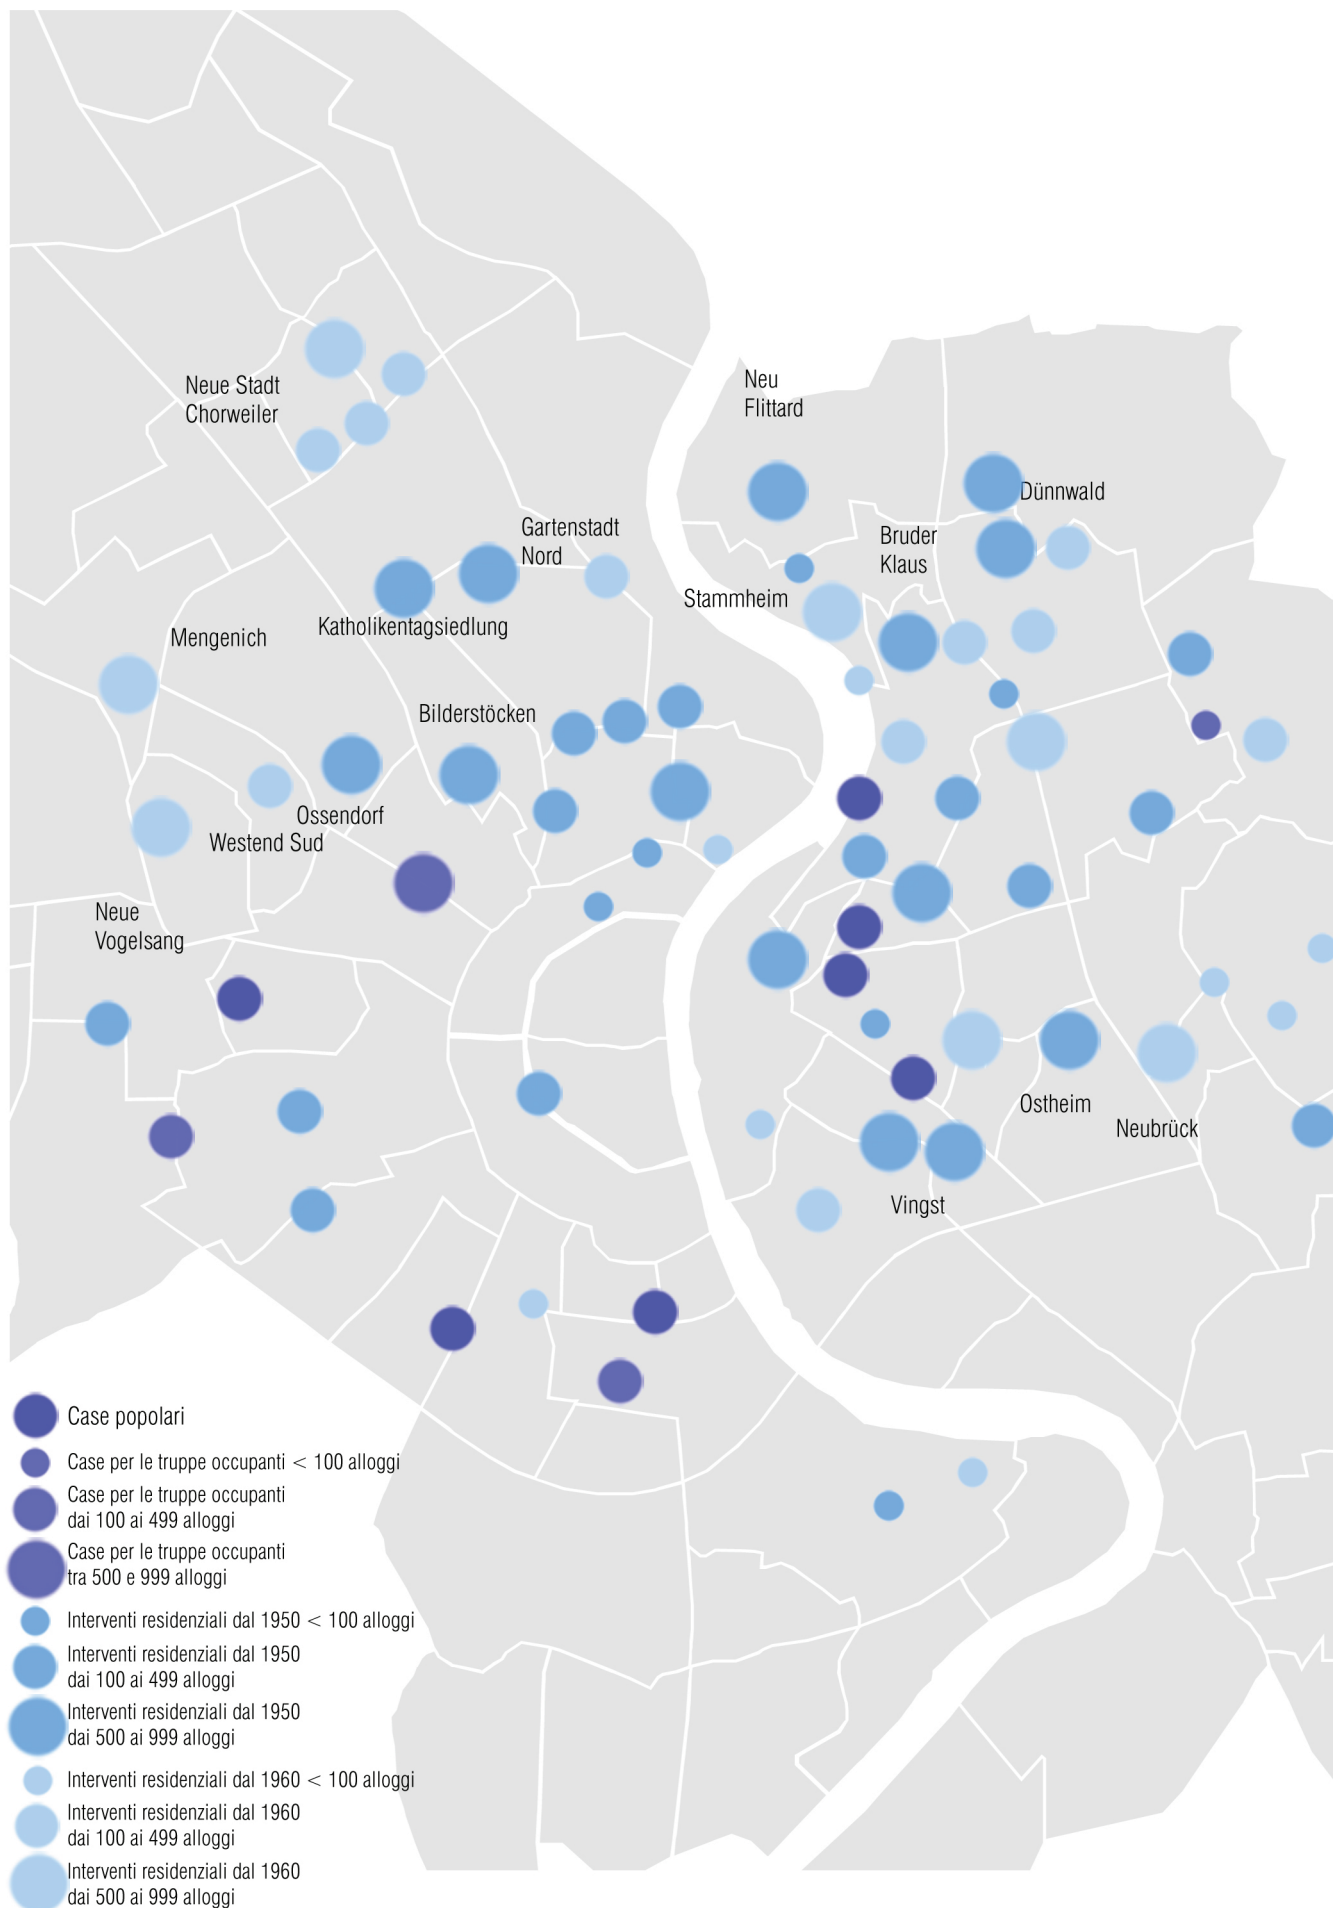 Neue Stadt
Chorweiler
Neu
Flittard
Dünnwald
Gartenstadt
Nord
Bruder
Klaus
Stammheim
Katholikentagsiedlung
Mengenich
Bilderstöcken
Ossendorf
Westend Sud
Neue
Vogelsang
Ostheim
Neubrück
Vingst
Case popolari
Case per le truppe occupanti < 100 alloggi
Case per le truppe occupanti
dai 100 ai 499 alloggi
Case per le truppe occupanti
tra 500 e 999 alloggi
Interventi residenziali dal 1950 < 100 alloggi
Interventi residenziali dal 1950
dai 100 ai 499 alloggi
Interventi residenziali dal 1950
dai 500 ai 999 alloggi
Interventi residenziali dal 1960 < 100 alloggi
Interventi residenziali dal 1960
dai 100 ai 499 alloggi
Interventi residenziali dal 1960
dai 500 ai 999 alloggi